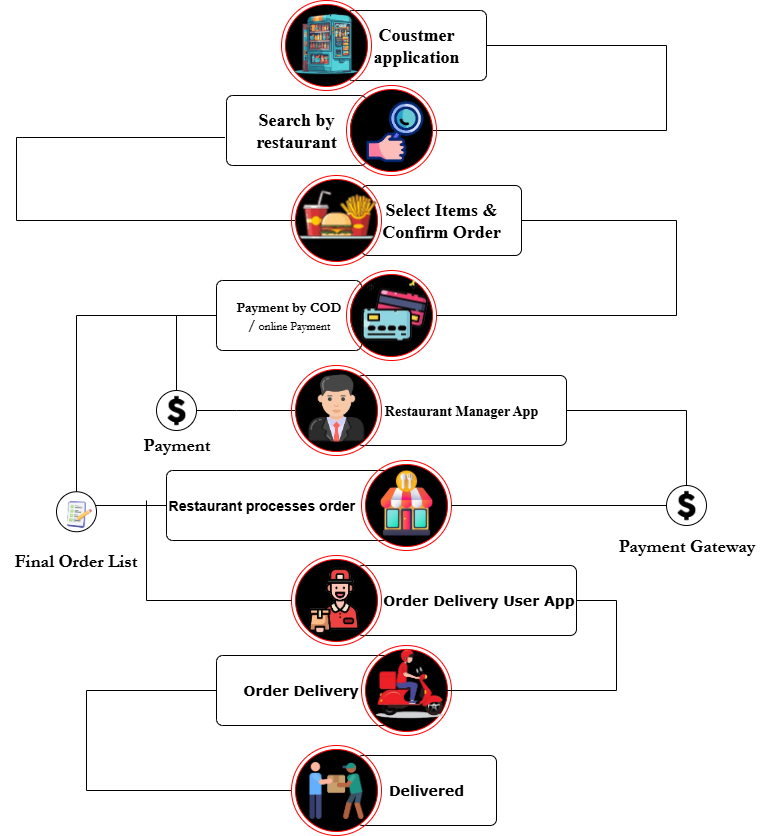 Coustmer
application
Search by
restaurant
Select Items &
Confirm Order
Payment by COD
/ online Payment
$
Payment
Restaurant Manager App
Restaurant processes order
$
Final Order List
Payment Gateway
Order Delivery User App
Order Delivery
Delivered